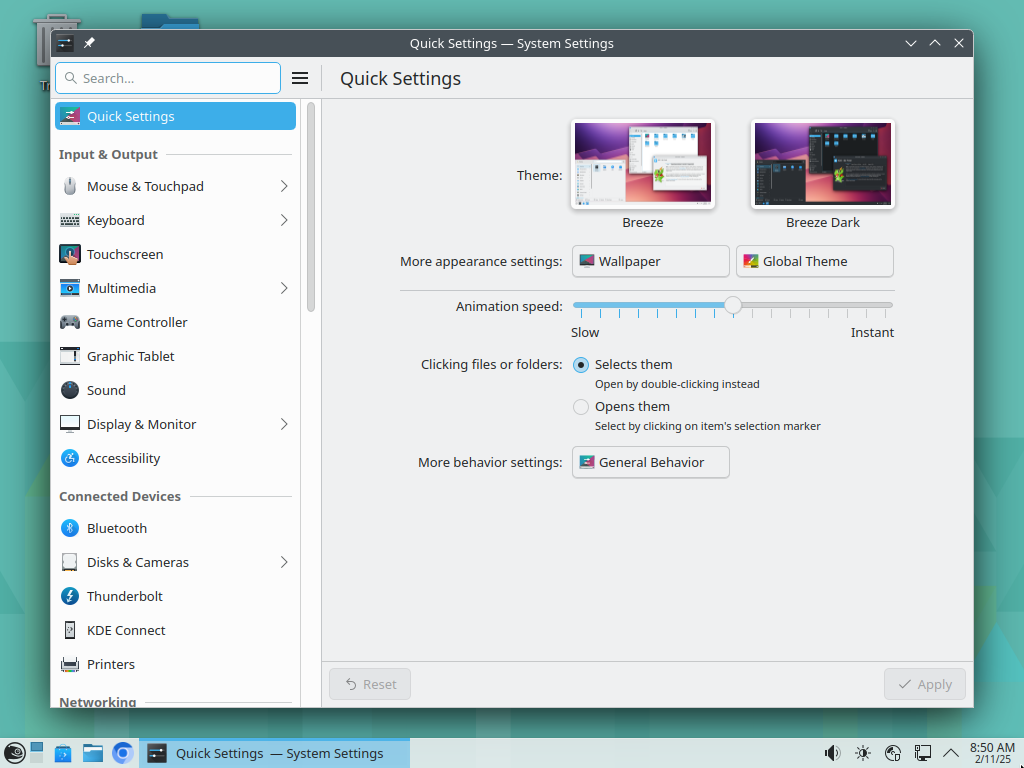 Quick Settings — System Settings
Search...
Quick Settings
Quick Settings
Input & Output
Mouse & Touchpad
Keyboard
Touchscreen
Multimedia
Game Controller
Graphic Tablet
Sound
Display & Monitor
Accessibility
Connected Devices
Bluetooth
Disks & Cameras
Thunderbolt
KDE Connect
Printers
Networking
Theme:
Breeze
Breeze Dark
More appearance settings:
Wallpaper
Global Theme
Animation speed:
Slow
Instant
Clicking files or folders:
Selects them
Open by double-clicking instead
Opens them
Select by clicking on item's selection marker
More behavior settings:
General Behavior
Reset
Apply
Quick Settings — System Settings
8:50 AM
2/11/25